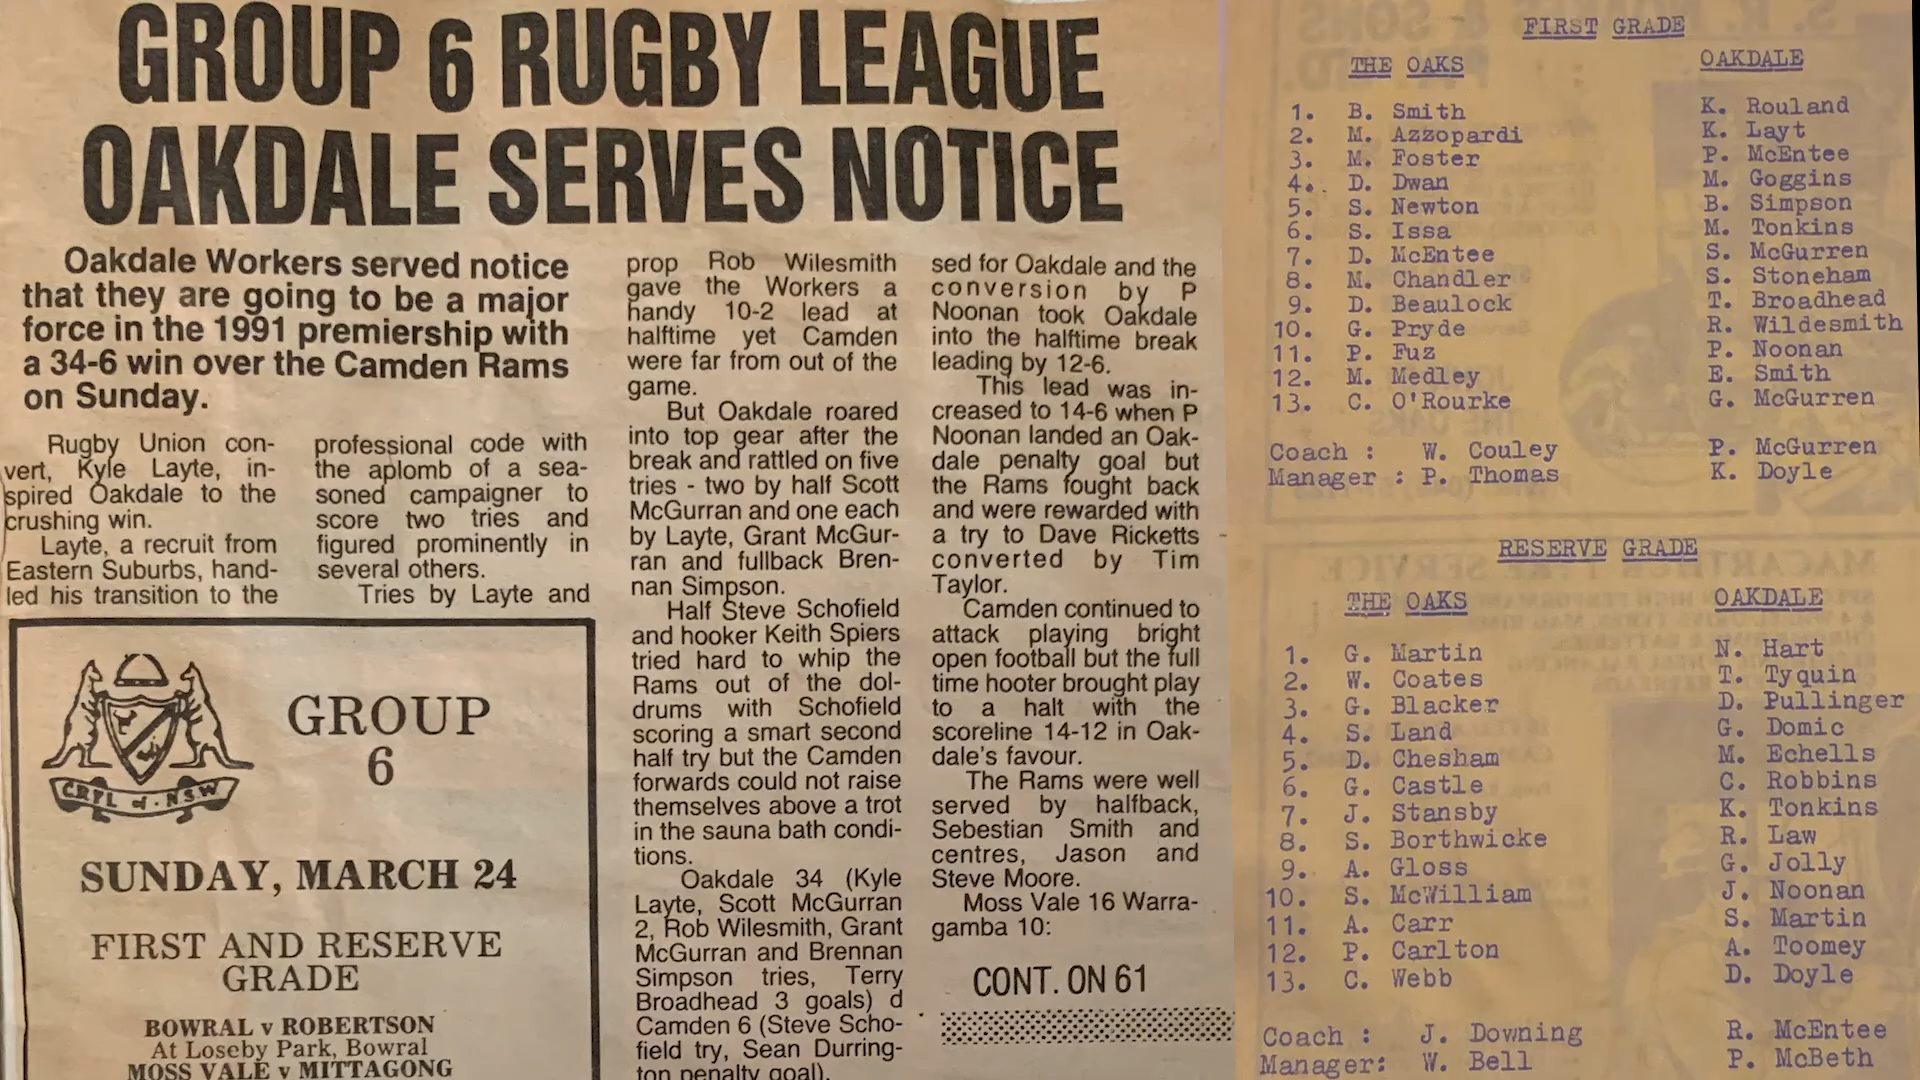 GROUP 6 RUGBY LEAGUE
OAKDALE SERVES NOTICE
Oakdale Workers served notice
that they are going to be a major
force in the 1991 premiership with
a 34-6 win over the Camden Rams
on Sunday.
Rugby Union con-
vert, Kyle Layte, in-
spired Oakdale to the
crushing win.
Layte, a recruit from
Eastern Suburbs, hand-
led his transition to the
professional code with
the aplomb of a sea-
soned campaigner to
score two tries and
figured prominently in
several others.
Tries by Layte and
prop Rob Wilesmith
gave the Workers a
handy 10-2 lead at
halftime yet Camden
were far from out of the
game.
But Oakdale roared
into top gear after the
break and rattled on five
tries - two by half Scott
McGurran and one each
by Layte, Grant McGur-
ran and fullback Bren-
nan Simpson.
Half Steve Schofield
and hooker Keith Spiers
tried hard to whip the
Rams out of the dol-
drums with Schofield
scoring a smart second
half try but the Camden
forwards could not raise
themselves above a trot
in the sauna bath condi-
tions.
Oakdale 34 (Kyle
Layte, Scott McGurran
2, Rob Wilesmith, Grant
McGurran and Brennan
Simpson tries, Terry
Broadhead 3 goals) d
Camden 6 (Steve Scho-
field try, Sean Durring-
ton penalty goal).
sed for Oakdale and the
conversion by P
Noonan took Oakdale
into the halftime break
leading by 12-6.
This lead was in-
creased to 14-6 when P
Noonan landed an Oak-
dale penalty goal but
the Rams fought back
and were rewarded with
a try to Dave Ricketts
converted by Tim
Taylor.
Camden continued to
attack playing bright
open football but the full
time hooter brought play
to a halt with the
scoreline 14-12 in Oak-
dale's favour.
The Rams were well
served by halfback,
Sebestian Smith and
centres, Jason and
Steve Moore.
Moss Vale 16 Warra-
gamba 10:
CONT. ON 61
CRFL of NSW
GROUP
6
SUNDAY, MARCH 24
FIRST AND RESERVE
GRADE
BOWRAL v ROBERTSON
At Loseby Park, Bowral
MOSS VALE v MITTAGONG
FIRST GRADE
THE OAKS OAKDALE
1. B. Smith K. Rouland
2. M. Azzopardi K. Layt
3. M. Foster P. McEntee
4. D. Dwan M. Goggins
5. S. Newton B. Simpson
6. S. Issa M. Tonkins
7. D. McEntee S. McGurren
8. M. Chandler S. Stoneham
9. D. Beaulock T. Broadhead
10. G. Pryde R. Wildesmith
11. P. Fuz P. Noonan
12. M. Medley E. Smith
13. C. O'Rourke G. McGurren
Coach : W. Couley P. McGurren
Manager : P. Thomas K. Doyle
RESERVE GRADE
THE OAKS OAKDALE
1. G. Martin N. Hart
2. W. Coates T. Tyquin
3. G. Blacker D. Pullinger
4. S. Land G. Domic
5. D. Chesham M. Echells
6. G. Castle C. Robbins
7. J. Stansby K. Tonkins
8. S. Borthwicke R. Law
9. A. Gloss G. Jolly
10. S. McWilliam J. Noonan
11. A. Carr S. Martin
12. P. Carlton A. Toomey
13. C. Webb D. Doyle
Coach : J. Downing R. McEntee
Manager: W. Bell P. McBeth